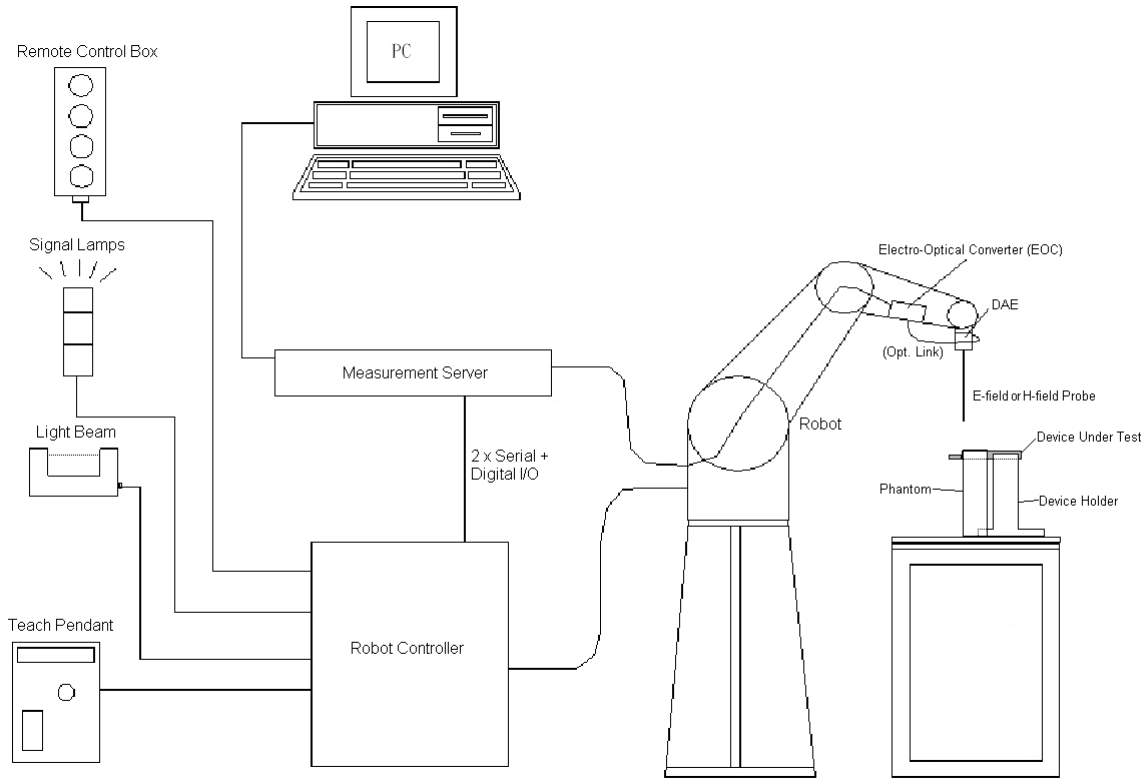 Remote Control Box
PC
Signal Lamps
Electro-Optical Converter (EOC)
DAE
(Opt. Link)
Measurement Server
E-field or H-field Probe
Robot
Light Beam
Device Under Test
2 x Serial +
Digital I/O
Phantom
Device Holder
Teach Pendant
Robot Controller